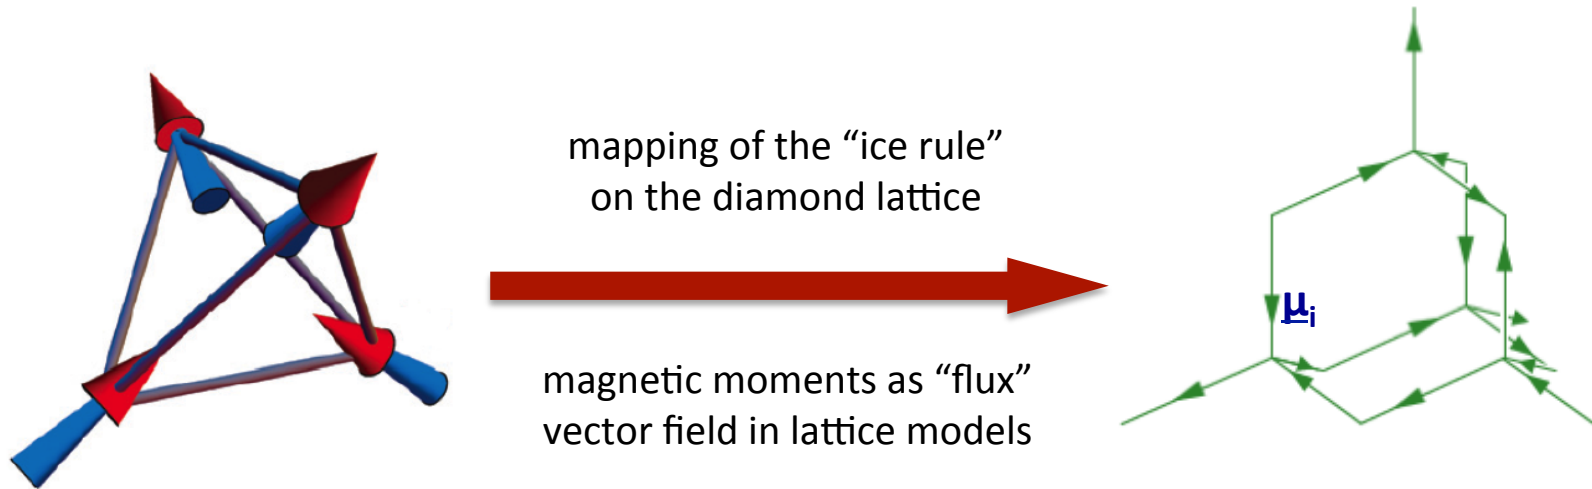 mapping of the “ice rule”
on the diamond lattice
μi
magnetic moments as “flux”
vector field in lattice models